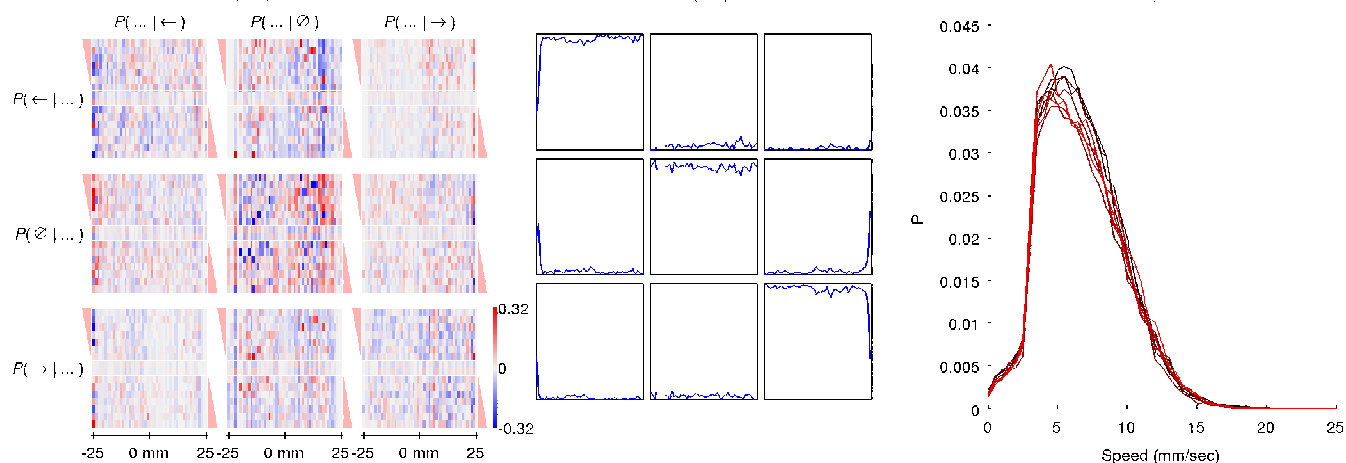 P( ... | ← ) P( ... | ∅ ) P( ... | → )
P( ← | ... )
P( ∅ | ... )
P( → | ... )
0.32
0
-0.32
-25 0 mm 25 -25 0 mm 25 -25 0 mm 25
0.045
0.04
0.035
0.03
0.025
0.02
0.015
0.01
0.005
0
P
0 5 10 15 20 25
Speed (mm/sec)